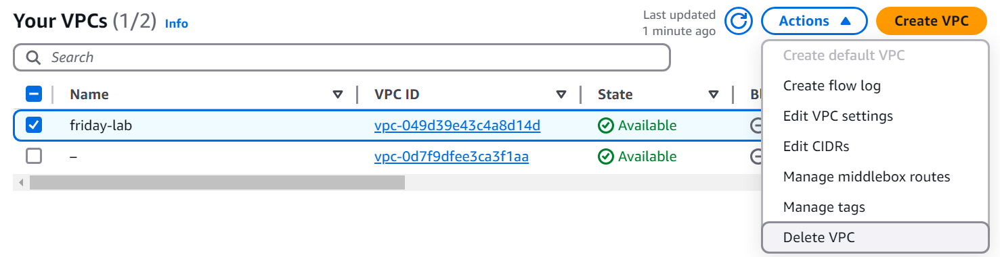 Your VPCs (1/2) Info
Last updated
1 minute ago
Actions
Create VPC
Search
Name VPC ID State
friday-lab vpc-049d39e43c4a8d14d Available
– vpc-0d7f9dfee3ca3f1aa Available
Create default VPC
Create flow log
Edit VPC settings
Edit CIDRs
Manage middlebox routes
Manage tags
Delete VPC